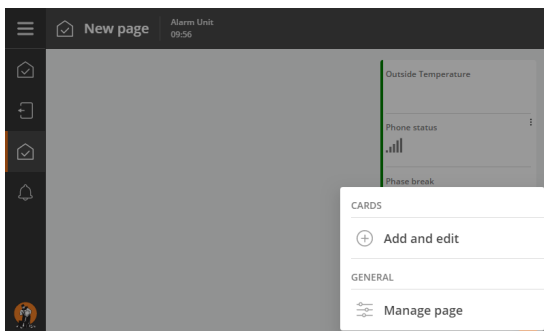 New page
Alarm Unit
09:56
Outside Temperature
Phone status
Phase break
CARDS
Add and edit
GENERAL
Manage page